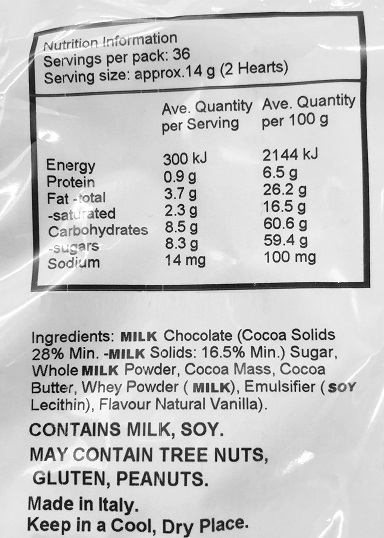 Nutrition Information
Servings per pack: 36
Serving size: approx.14 g (2 Hearts)
Ave. Quantity Ave. Quantity
per Serving per 100 g
Energy 300 kJ 2144 kJ
Protein 0.9 g 6.5 g
Fat -total 3.7 g 26.2 g
-saturated 2.3 g 16.5 g
Carbohydrates 8.5 g 60.6 g
-sugars 8.3 g 59.4 g
Sodium 14 mg 100 mg
Ingredients: MILK Chocolate (Cocoa Solids
28% Min. -MILK Solids: 16.5% Min.) Sugar,
Whole MILK Powder, Cocoa Mass, Cocoa
Butter, Whey Powder ( MILK), Emulsifier ( SOY
Lecithin), Flavour Natural Vanilla).
CONTAINS MILK, SOY.
MAY CONTAIN TREE NUTS,
GLUTEN, PEANUTS.
Made in Italy.
Keep in a Cool, Dry Place.